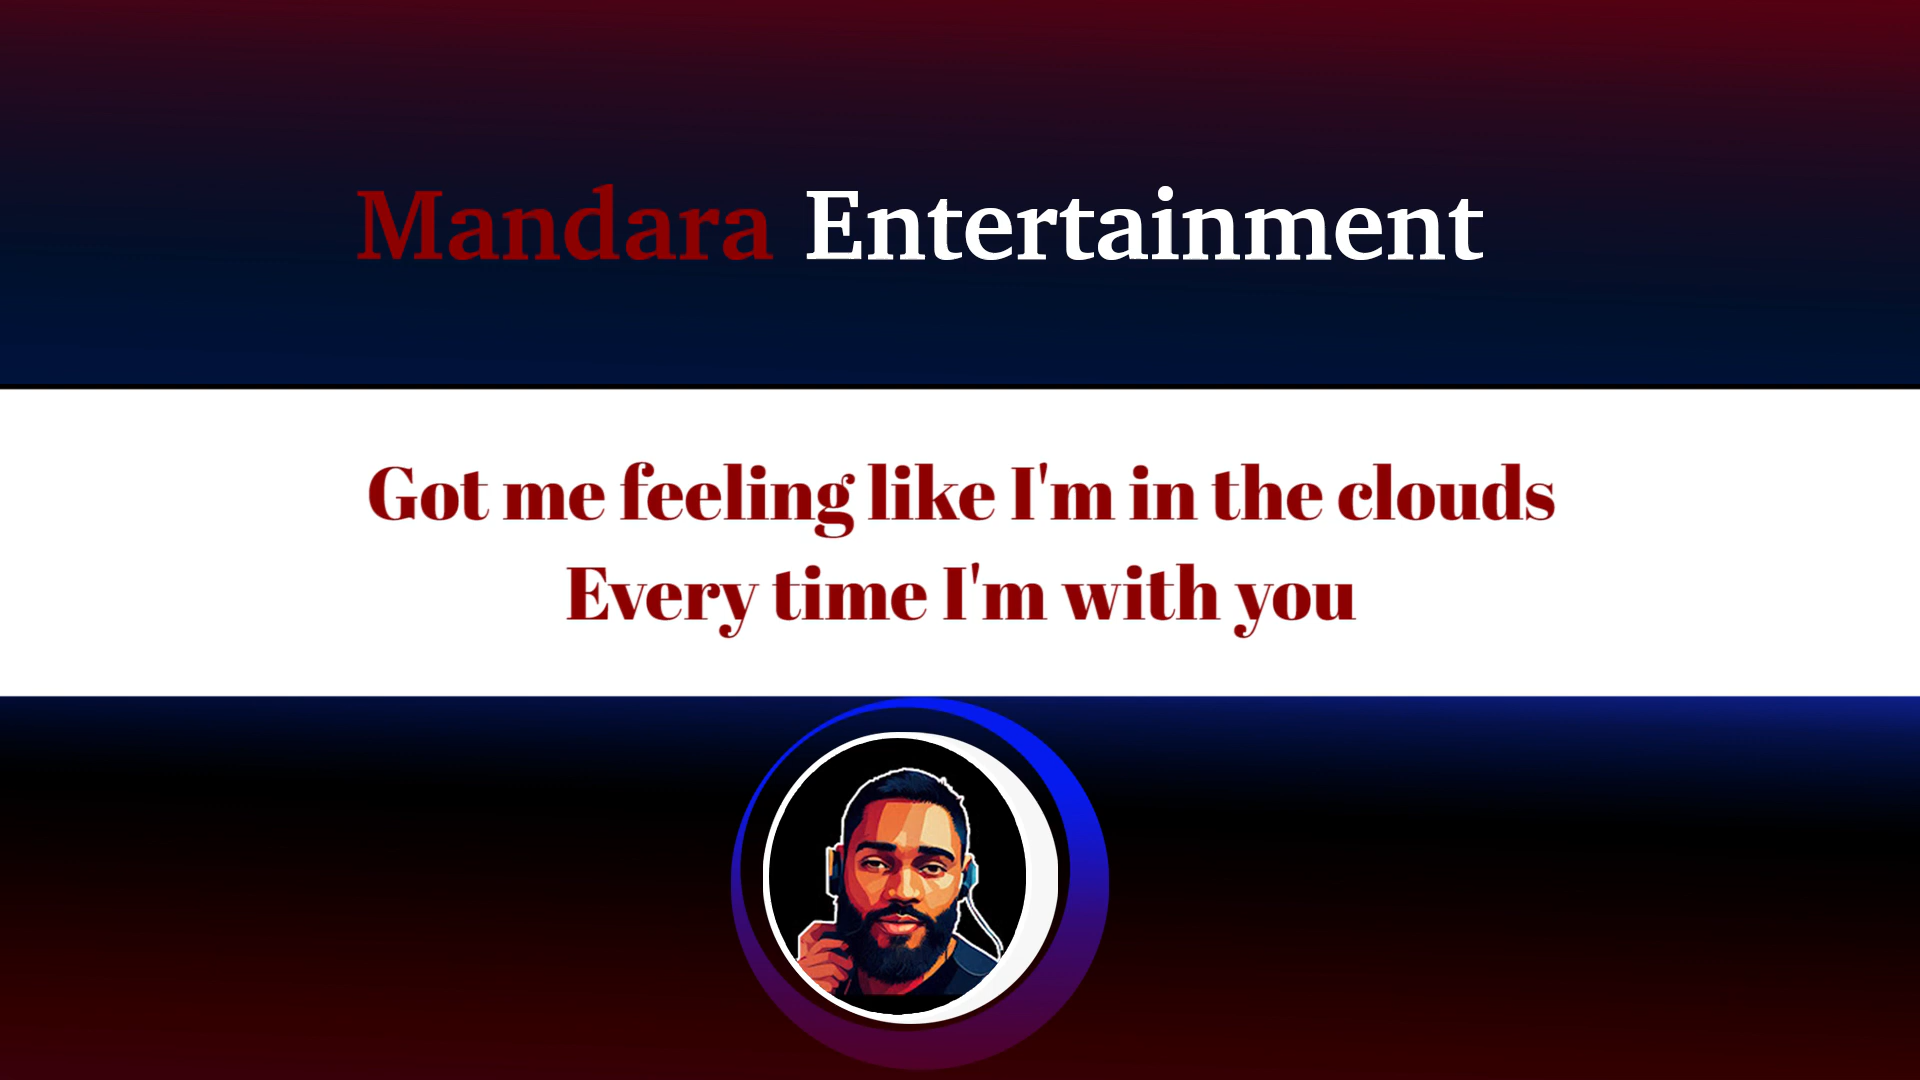 Mandara Entertainment
Got me feeling like I'm in the clouds
Every time I'm with you